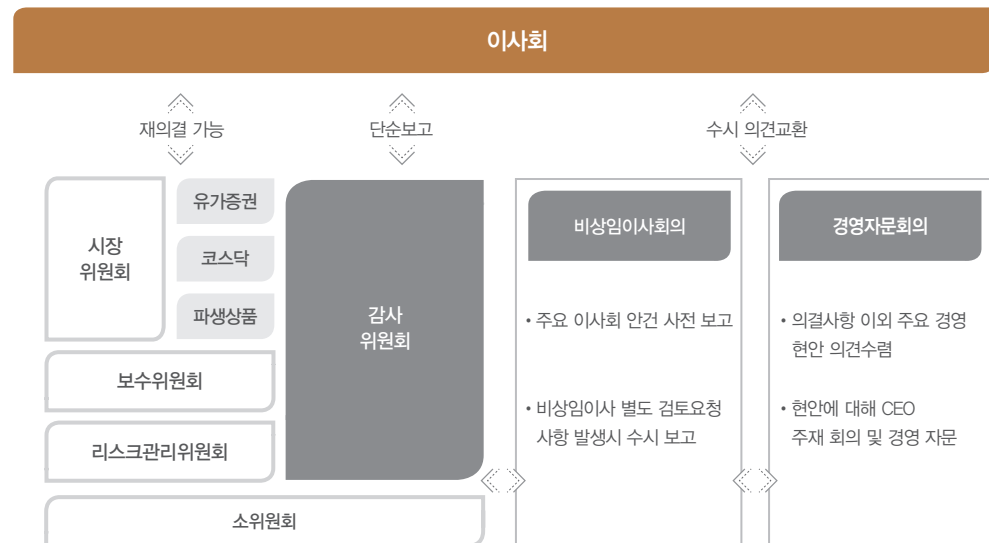 이사회
재의결 가능
단순보고
수시 의견교환
시장
위원회
유가증권
코스닥
파생상품
보수위원회
리스크관리위원회
감사
위원회
소위원회
비상임이사회의
• 주요 이사회 안건 사전 보고
• 비상임이사 별도 검토요청
사항 발생시 수시 보고
경영자문회의
• 의결사항 이외 주요 경영
현안 의견수렴
• 현안에 대해 CEO
주재 회의 및 경영 자문